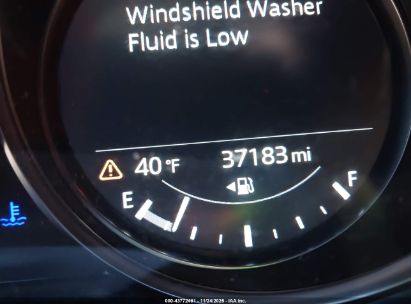 Windshield Washer
Fluid is Low
40 °F 37183 mi
E F